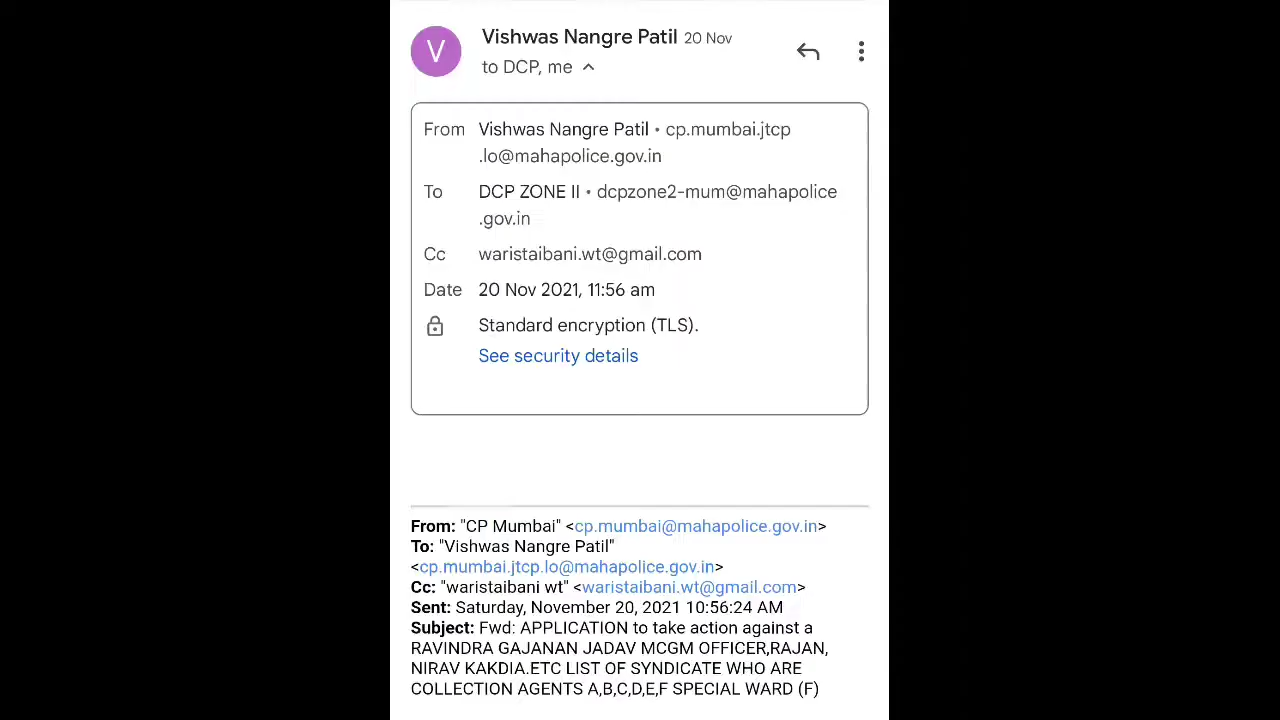 V
Vishwas Nangre Patil 20 Nov
to DCP, me
From Vishwas Nangre Patil • cp.mumbai.jtcp
.lo@mahapolice.gov.in
To DCP ZONE II • dcpzone2-mum@mahapolice
.gov.in
Cc waristaibani.wt@gmail.com
Date 20 Nov 2021, 11:56 am
Standard encryption (TLS).
See security details
From: "CP Mumbai" <cp.mumbai@mahapolice.gov.in>
To: "Vishwas Nangre Patil"
<cp.mumbai.jtcp.lo@mahapolice.gov.in>
Cc: "waristaibani wt" <waristaibani.wt@gmail.com>
Sent: Saturday, November 20, 2021 10:56:24 AM
Subject: Fwd: APPLICATION to take action against a
RAVINDRA GAJANAN JADAV MCGM OFFICER,RAJAN,
NIRAV KAKDIA.ETC LIST OF SYNDICATE WHO ARE
COLLECTION AGENTS A,B,C,D,E,F SPECIAL WARD (F)